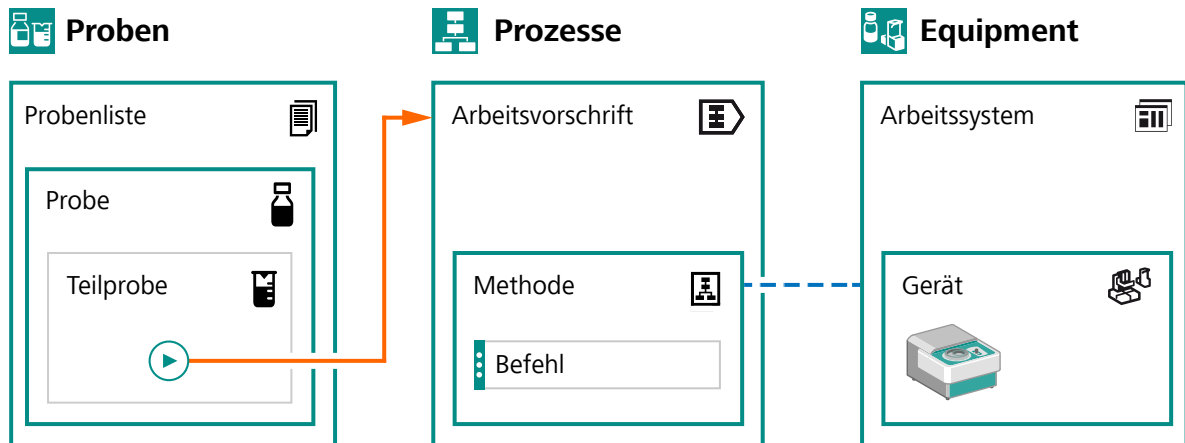 Proben
Prozesse
Equipment
Probenliste
Arbeitsvorschrift
Arbeitssystem
Probe
Teilprobe
Methode
Gerät
Befehl